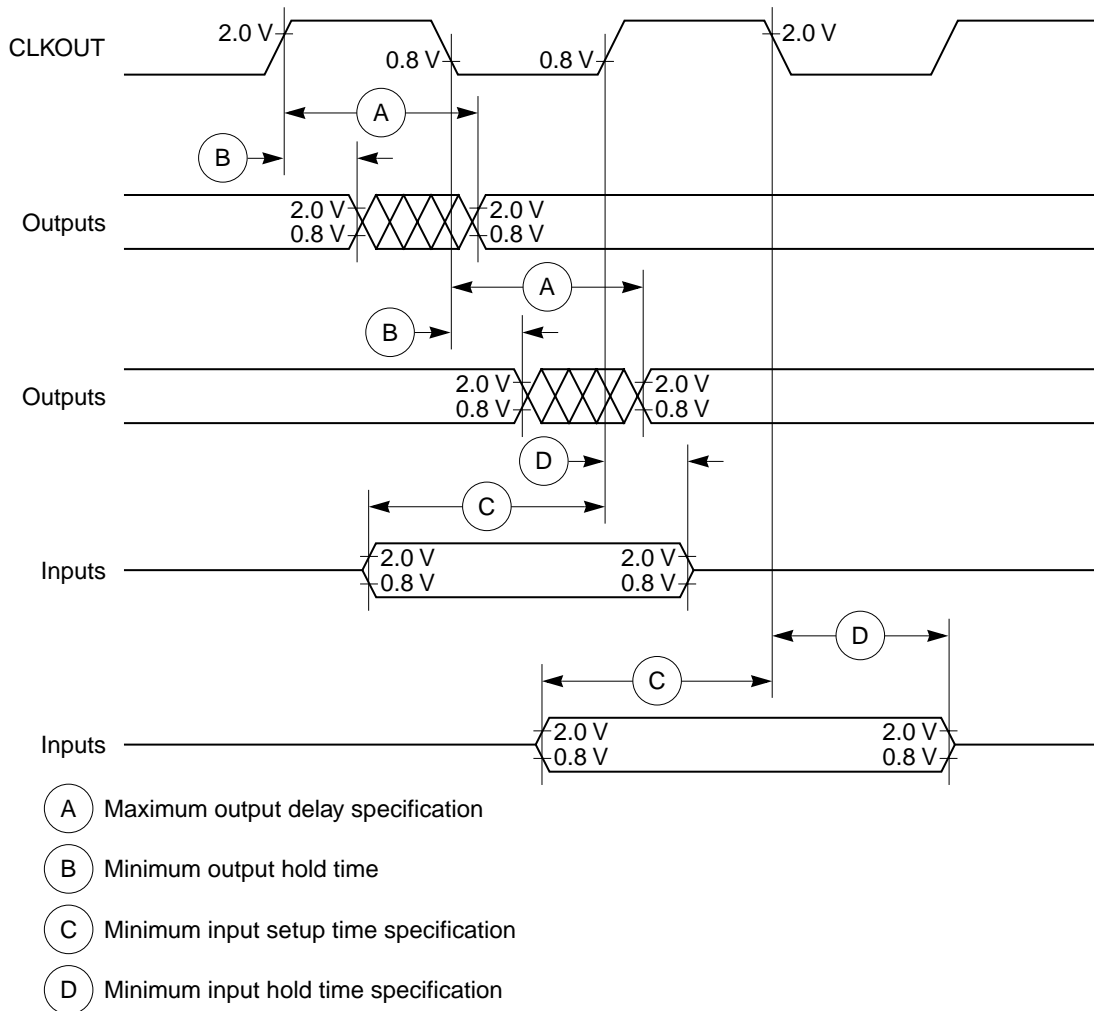 CLKOUT
2.0 V
0.8 V
0.8 V
2.0 V
A
B
Outputs
2.0 V
0.8 V
2.0 V
0.8 V
A
B
Outputs
2.0 V
0.8 V
2.0 V
0.8 V
D
C
Inputs
2.0 V
0.8 V
2.0 V
0.8 V
D
C
Inputs
2.0 V
0.8 V
2.0 V
0.8 V
A Maximum output delay specification
B Minimum output hold time
C Minimum input setup time specification
D Minimum input hold time specification